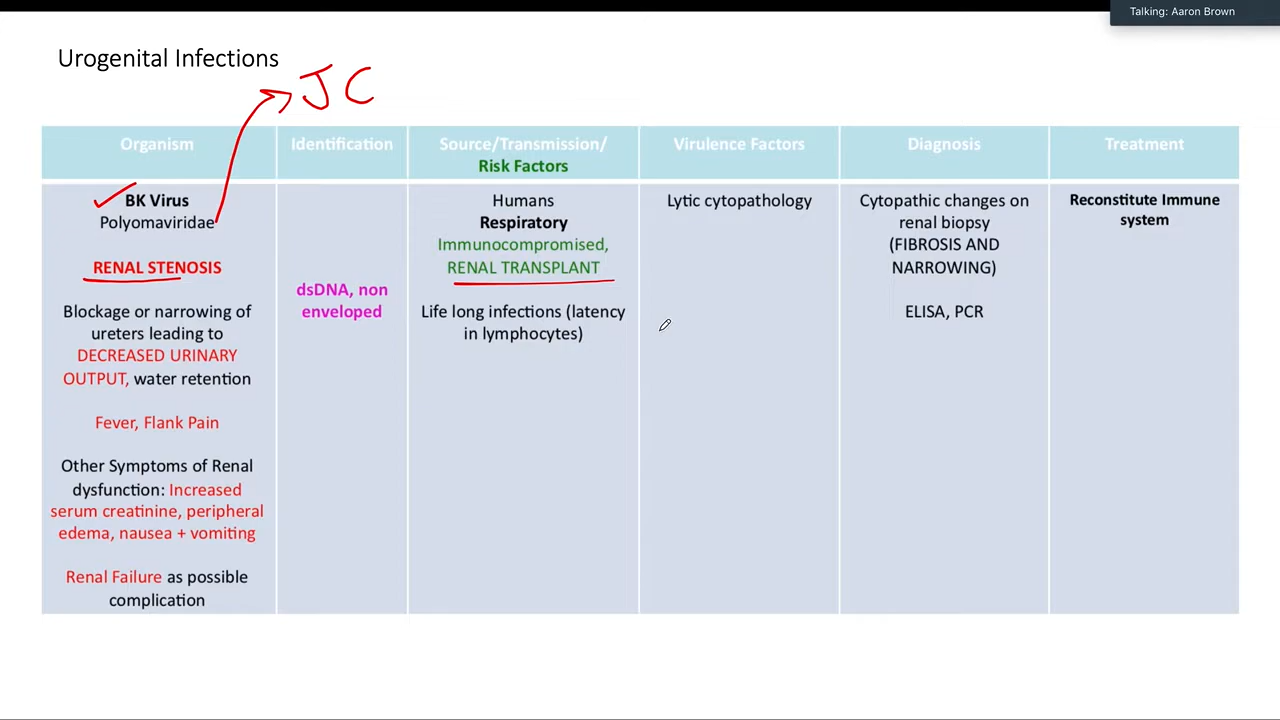 Talking: Aaron Brown
Urogenital Infections
JC
Organism
Identification
Source/Transmission/
Risk Factors
Virulence Factors
Diagnosis
Treatment
BK Virus
Polyomaviridae
RENAL STENOSIS
Blockage or narrowing of
ureters leading to
DECREASED URINARY
OUTPUT, water retention
Fever, Flank Pain
Other Symptoms of Renal
dysfunction: Increased
serum creatinine, peripheral
edema, nausea + vomiting
Renal Failure as possible
complication
dsDNA, non
enveloped
Humans
Respiratory
Immunocompromised,
RENAL TRANSPLANT
Life long infections (latency
in lymphocytes)
Lytic cytopathology
Cytopathic changes on
renal biopsy
(FIBROSIS AND
NARROWING)
ELISA, PCR
Reconstitute Immune
system